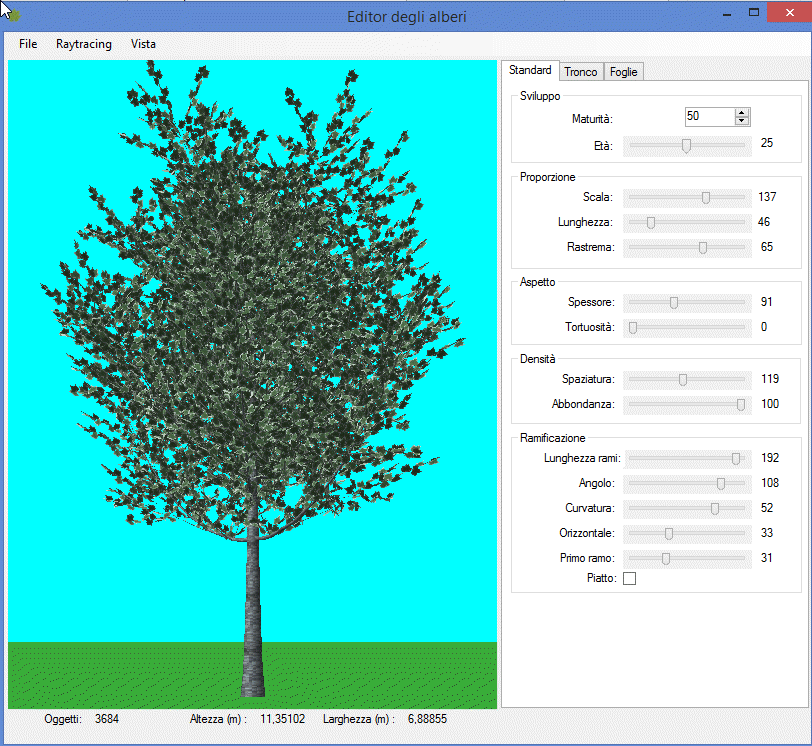 Editor degli alberi
File Raytracing Vista
Standard Tronco Foglie
Sviluppo
Maturità: 50
Età: 25
Proporzione
Scala: 137
Lunghezza: 46
Rastrema: 65
Aspetto
Spessore: 91
Tortuosità: 0
Densità
Spaziatura: 119
Abbondanza: 100
Ramificazione
Lunghezza rami: 192
Angolo: 108
Curvatura: 52
Orizzontale: 33
Primo ramo: 31
Piatto:
Oggetti: 3684 Altezza (m) : 11,35102 Larghezza (m) : 6,88855